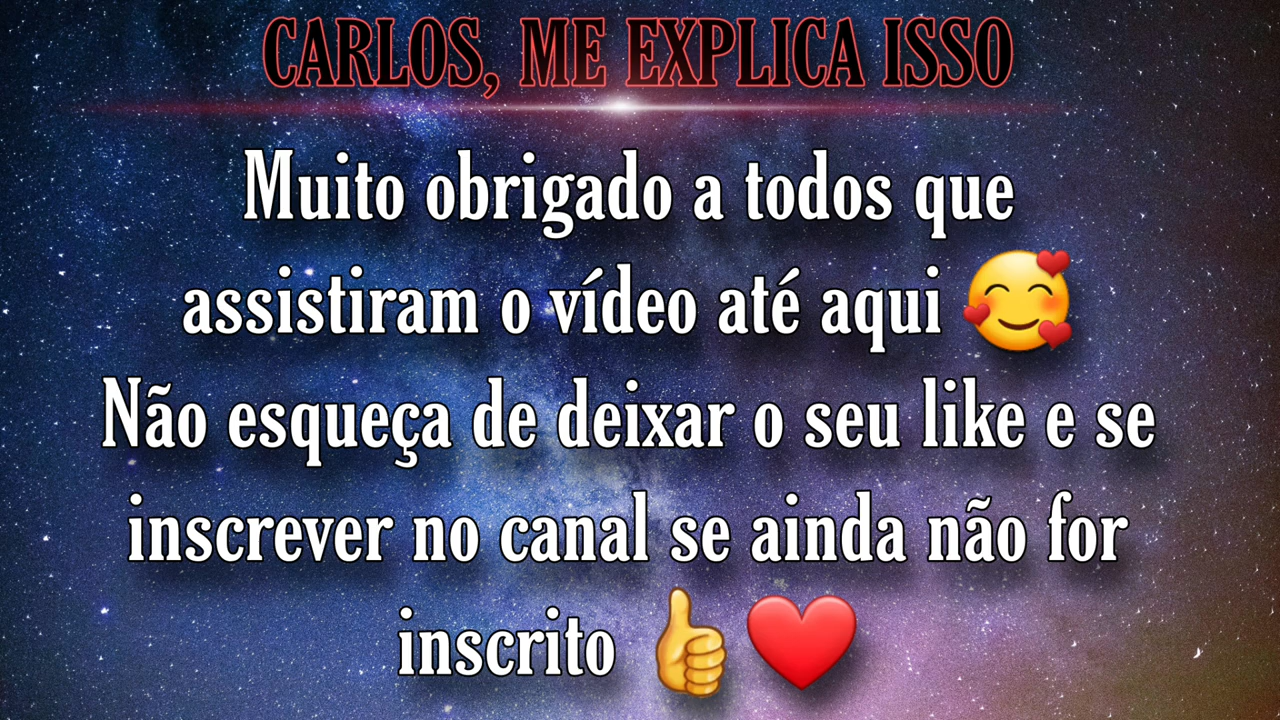 CARLOS, ME EXPLICA ISSO
Muito obrigado a todos que
assistiram o vídeo até aqui 🥰
Não esqueça de deixar o seu like e se
inscrever no canal se ainda não for
inscrito 👍❤️